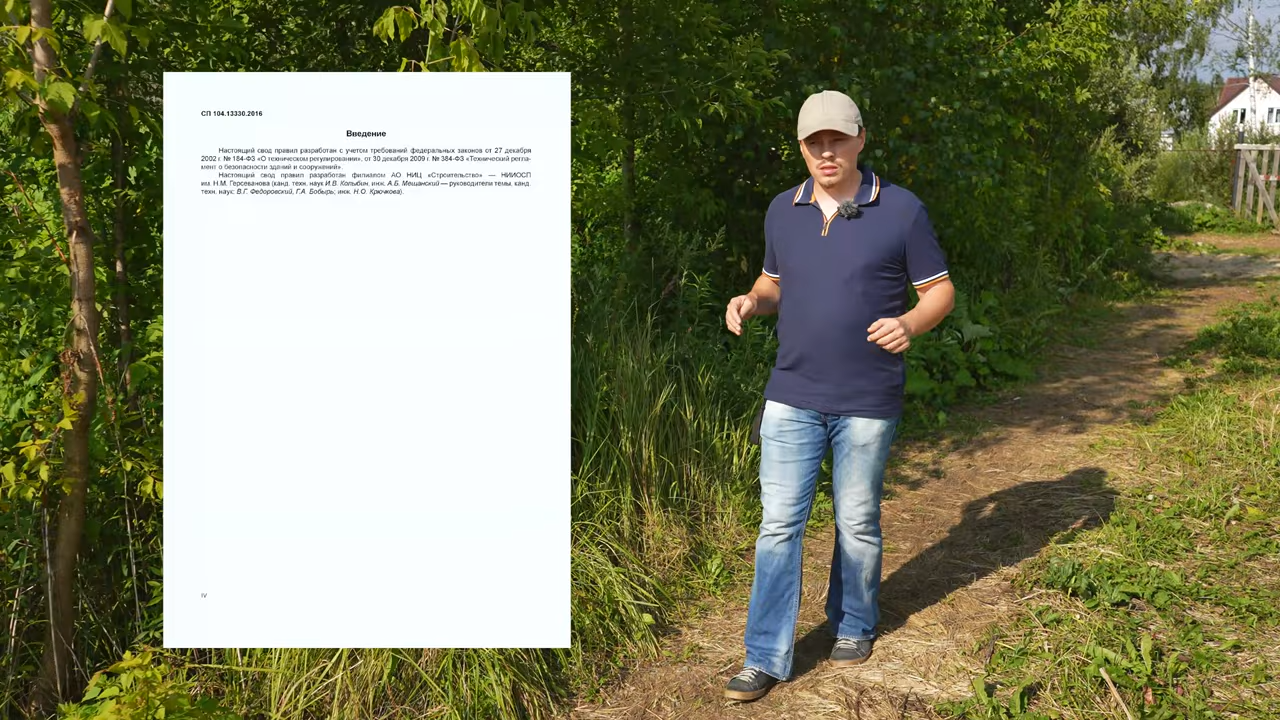 СП 104.13330.2016
Введение
Настоящий свод правил разработан с учетом требований федеральных законов от 27 декабря
2002 г. № 184-ФЗ «О техническом регулировании», от 30 декабря 2009 г. № 384-ФЗ «Технический регла-
мент о безопасности зданий и сооружений».
Настоящий свод правил разработан филиалом АО НИЦ «Строительство» — НИИОСП
им. Н.М. Герсеванова (канд. техн. наук И.В. Колыбин, инж. А.Б. Мещанский — руководители темы, канд.
техн. наук: В.Г. Федоровский, Г.А. Бобырь; инж. Н.О. Крючкова).
IV